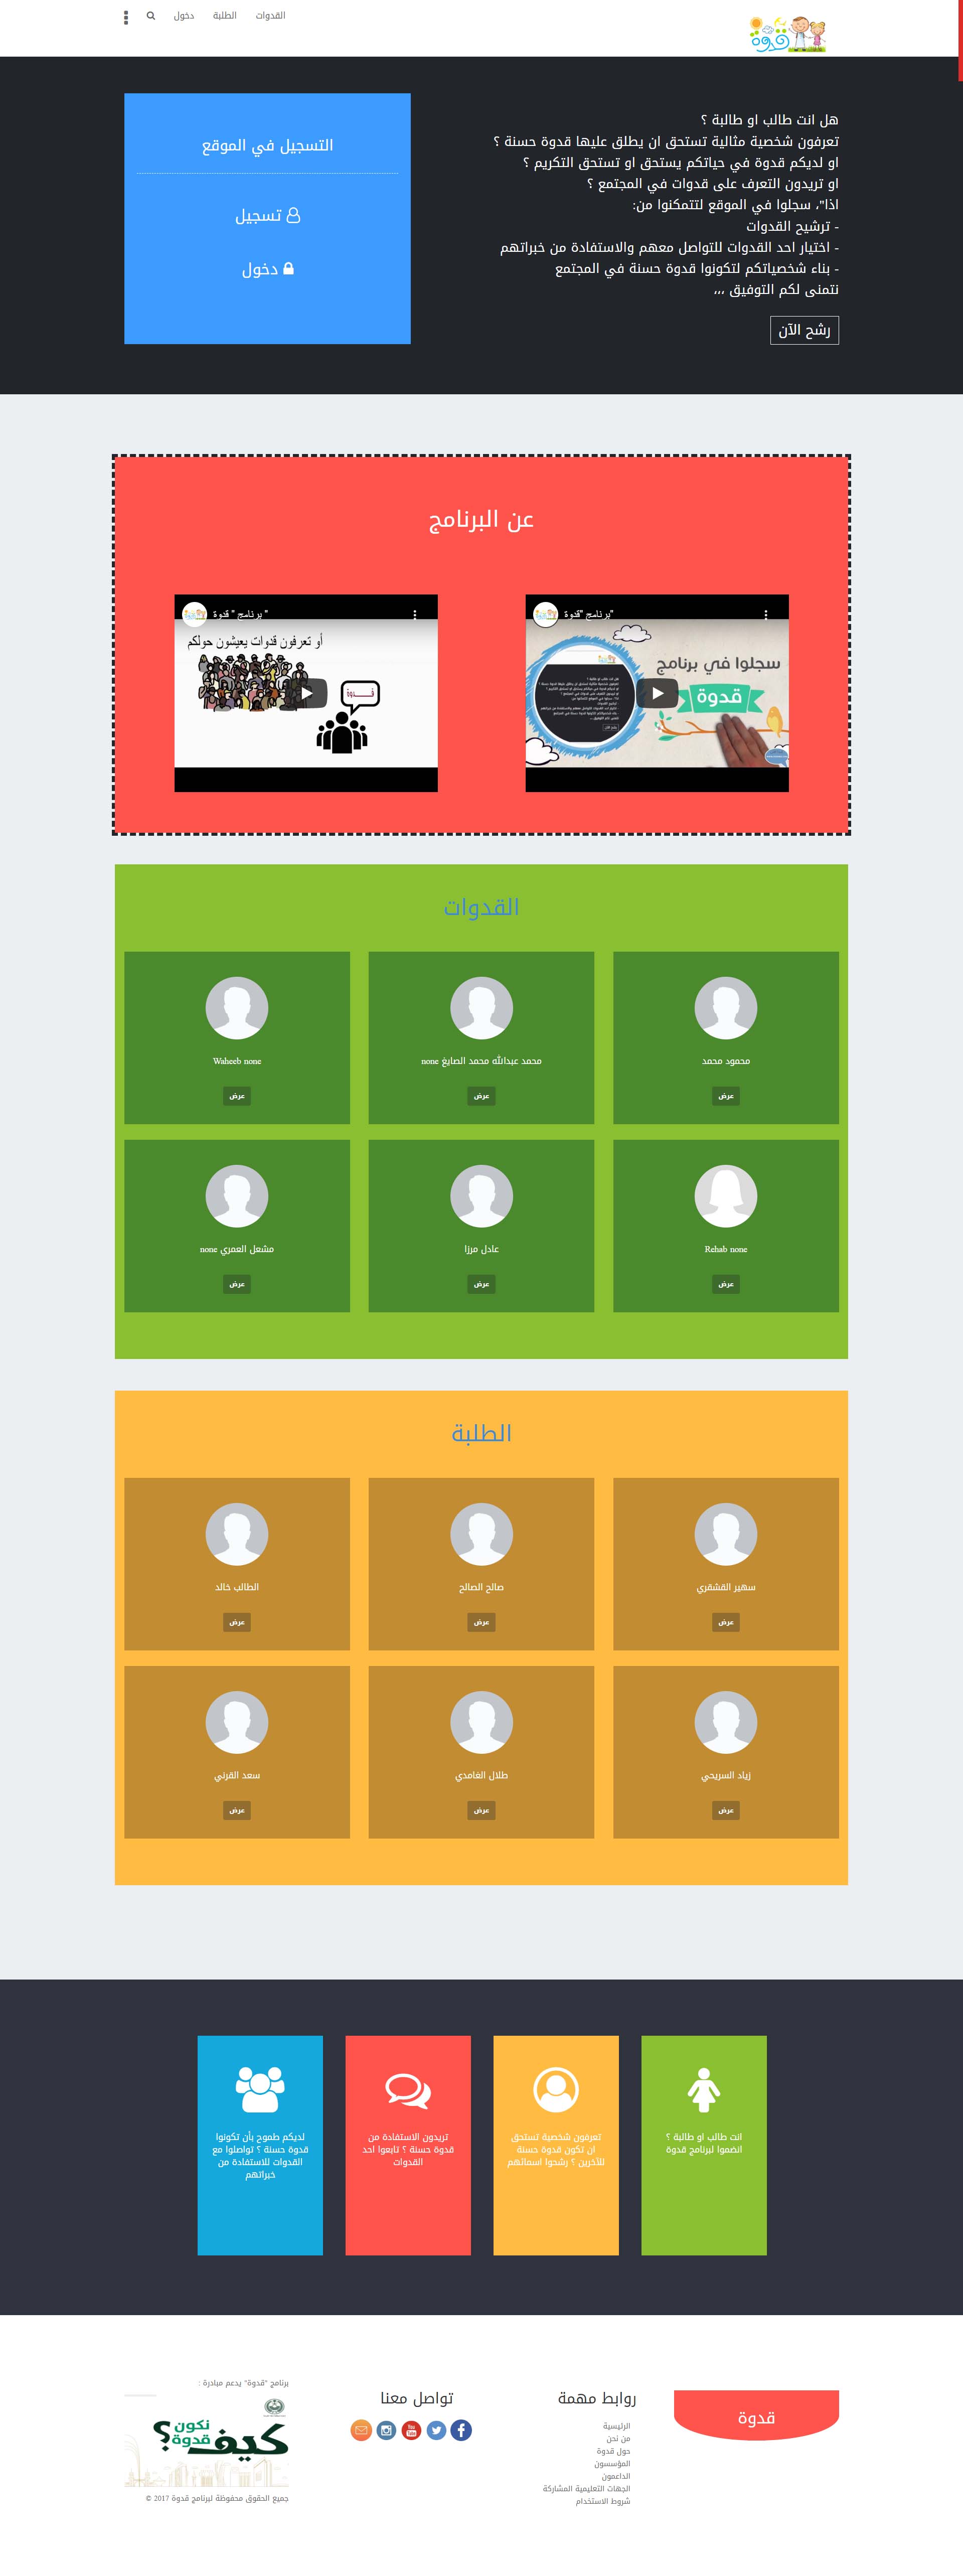 قدوة
القدوات
الطلبة
دخول
هل انت طالب او طالبة ؟
تعرفون شخصية مثالية تستحق ان يطلق عليها قدوة حسنة ؟
او لديكم قدوة في حياتكم يستحق او تستحق التكريم ؟
او تريدون التعرف على قدوات في المجتمع ؟
اذا"، سجلوا في الموقع لتتمكنوا من:
- ترشيح القدوات
- اختيار احد القدوات للتواصل معهم والاستفادة من خبراتهم
- بناء شخصياتكم لتكونوا قدوة حسنة في المجتمع
نتمنى لكم التوفيق ،،،
رشح الآن
التسجيل في الموقع
تسجيل
دخول
عن البرنامج
برنامج "قدوة"
سجلوا في برنامج
قدوة
برنامج " قدوة "
أو تعرفون قدوات يعيشون حولكم
قـــدوة
القدوات
محمود محمد
عرض
محمد عبدالله محمد الصايغ none
عرض
Waheeb none
عرض
Rehab none
عرض
عادل مرزا
عرض
مشعل العمري none
عرض
الطلبة
سهير القشقري
عرض
صالح الصالح
عرض
الطالب خالد
عرض
زياد السريحي
عرض
طلال الغامدي
عرض
سعد القرني
عرض
انت طالب او طالبة ؟
انضموا لبرنامج قدوة
تعرفون شخصية تستحق
ان تكون قدوة حسنة
للآخرين ؟ رشحوا اسمائهم
تريدون الاستفادة من
قدوة حسنة ؟ تابعوا احد
القدوات
لديكم طموح بأن تكونوا
قدوة حسنة ؟ تواصلوا مع
القدوات للاستفادة من
خبراتهم
قدوة
روابط مهمة
الرئيسية
من نحن
حول قدوة
المؤسسون
الداعمون
الجهات التعليمية المشاركة
شروط الاستخدام
تواصل معنا
You
Tube
برنامج "قدوة" يدعم مبادرة :
كيف نكون قدوة؟
جميع الحقوق محفوظة لبرنامج قدوة 2017 ©